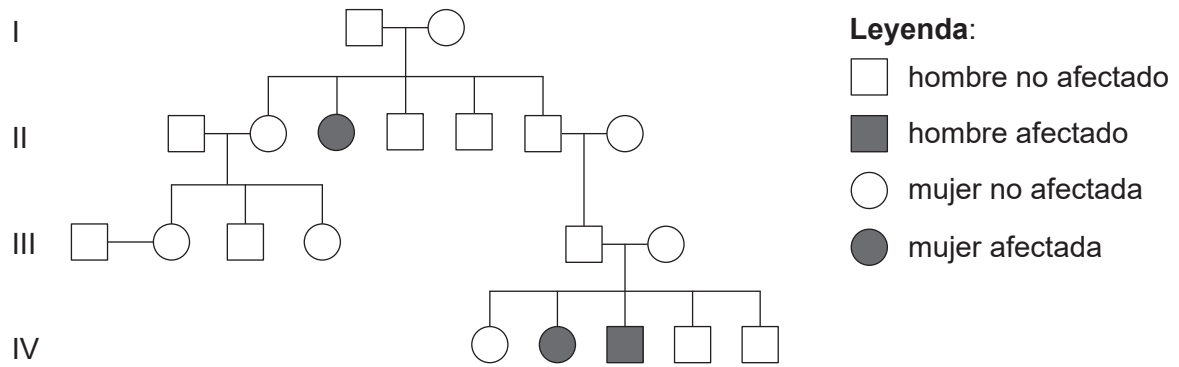 I
Leyenda:
hombre no afectado
II
hombre afectado
mujer no afectada
III
mujer afectada
IV